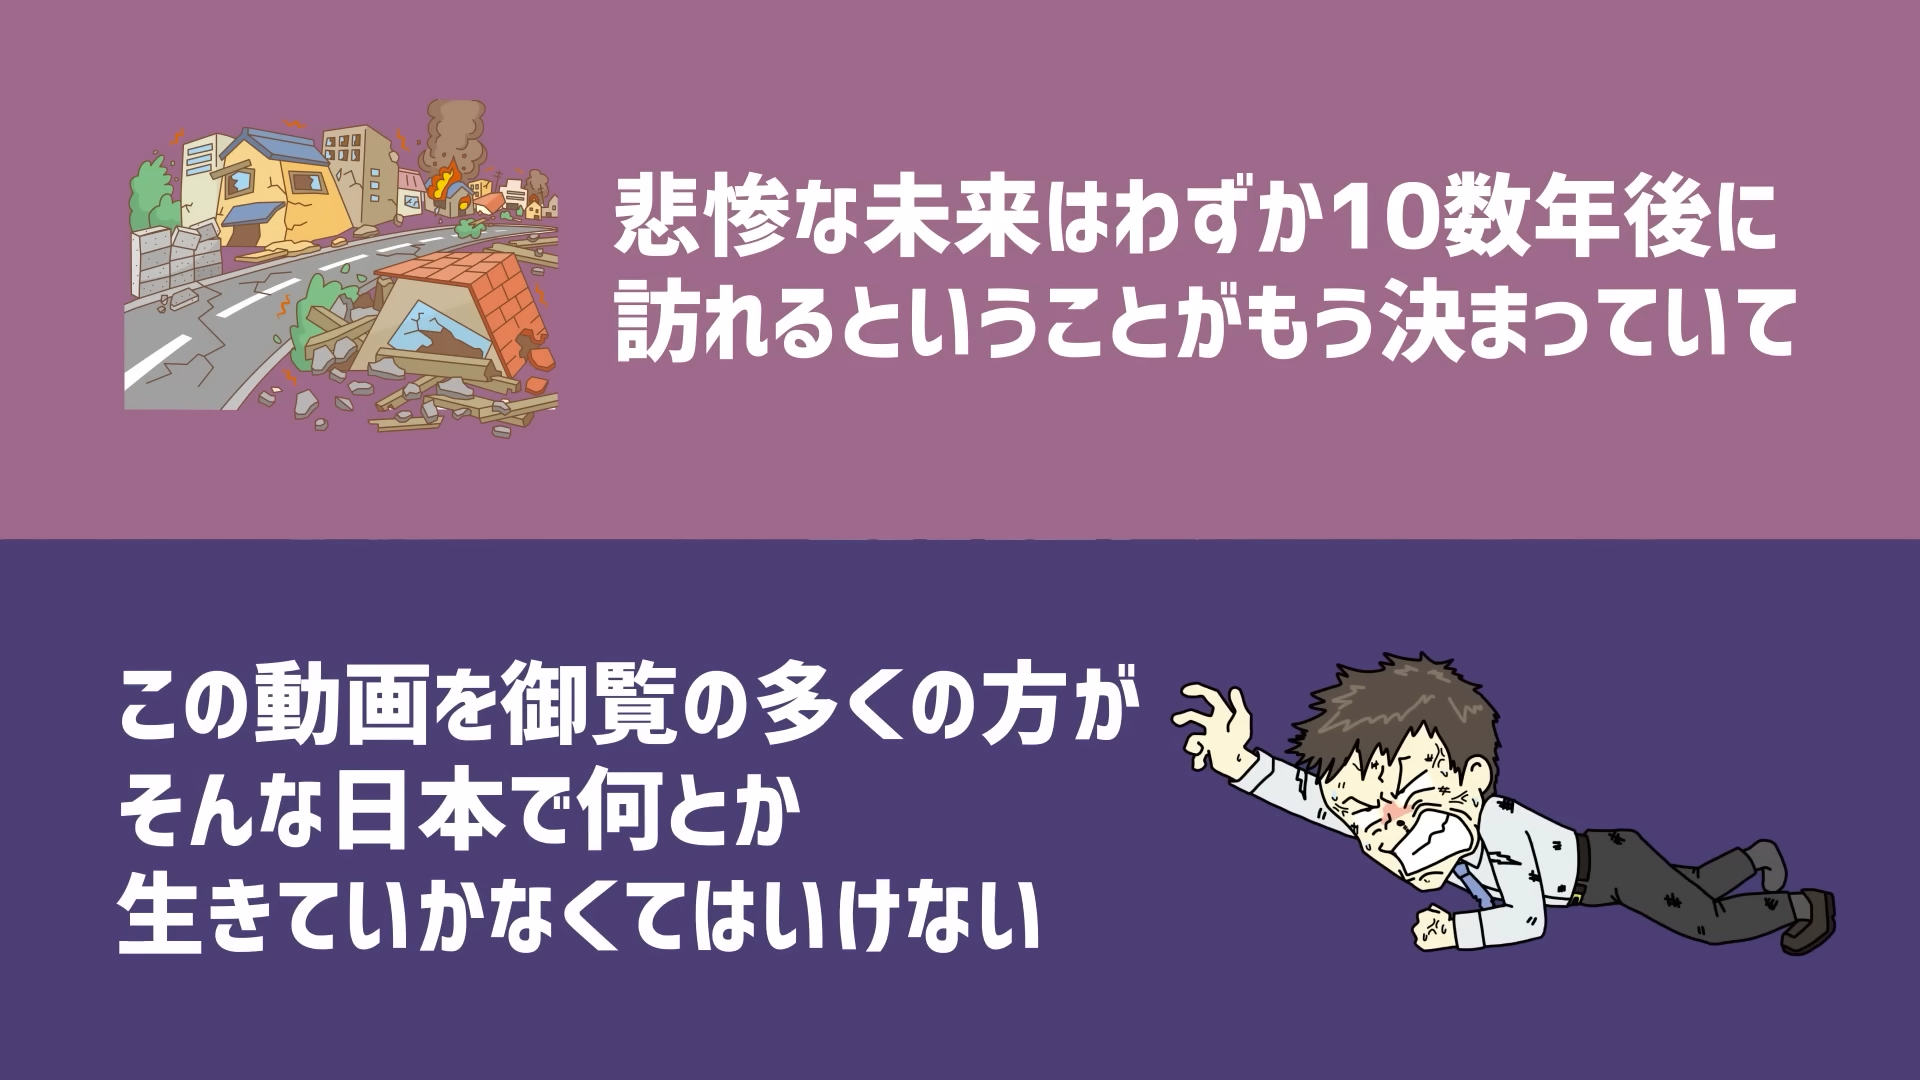 悲惨な未来はわずか10数年後に
訪れるということがもう決まっていて
この動画を御覧の多くの方が
そんな日本で何とか
生きていかなくてはいけない